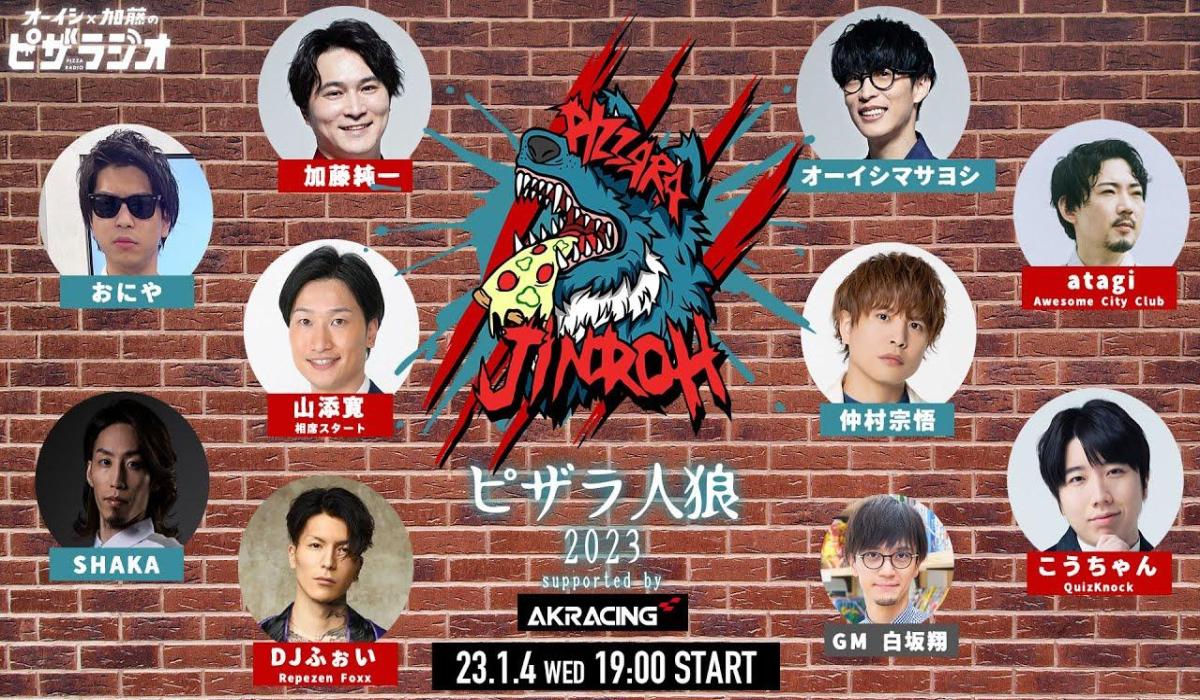 オーイシ×加藤の
ピザラジオ
PIZZA
RADIO
加藤純一
オーイシマサヨシ
おにや
atagi
Awesome City Club
山添寛
相席スタート
仲村宗悟
SHAKA
こうちゃん
QuizKnock
DJふぉい
Repezen Foxx
GM 白坂翔
PIZZARA
JINROH
ピザラ人狼
2023
supported by
AKRACING
23.1.4 WED 19:00 START